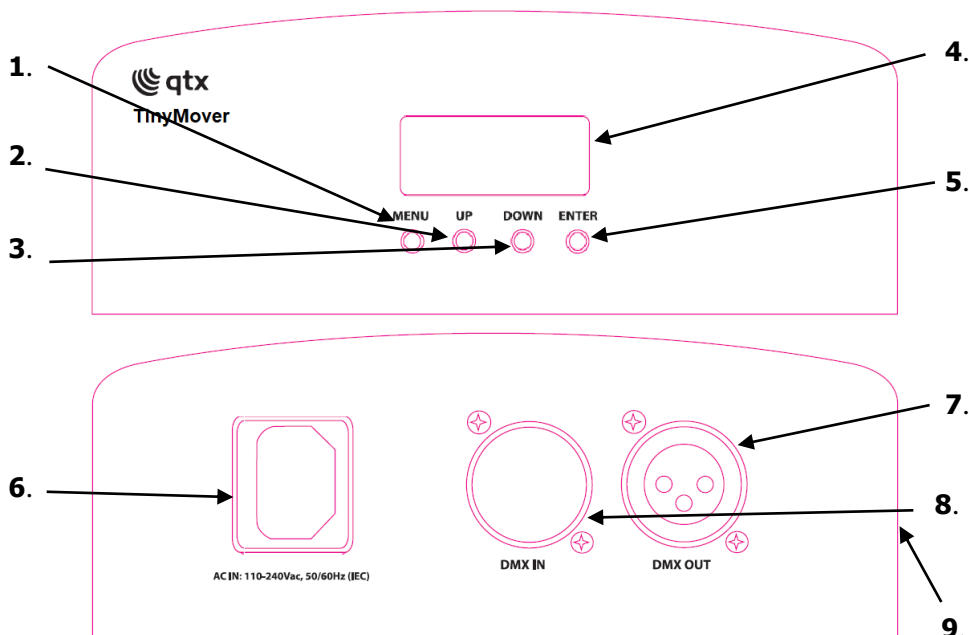 1.
4.
qtx
TinyMover
2.
5.
MENU UP DOWN ENTER
3.
7.
6.
8.
DMX IN DMX OUT
AC IN: 110-240Vac, 50/60Hz (IEC)
9